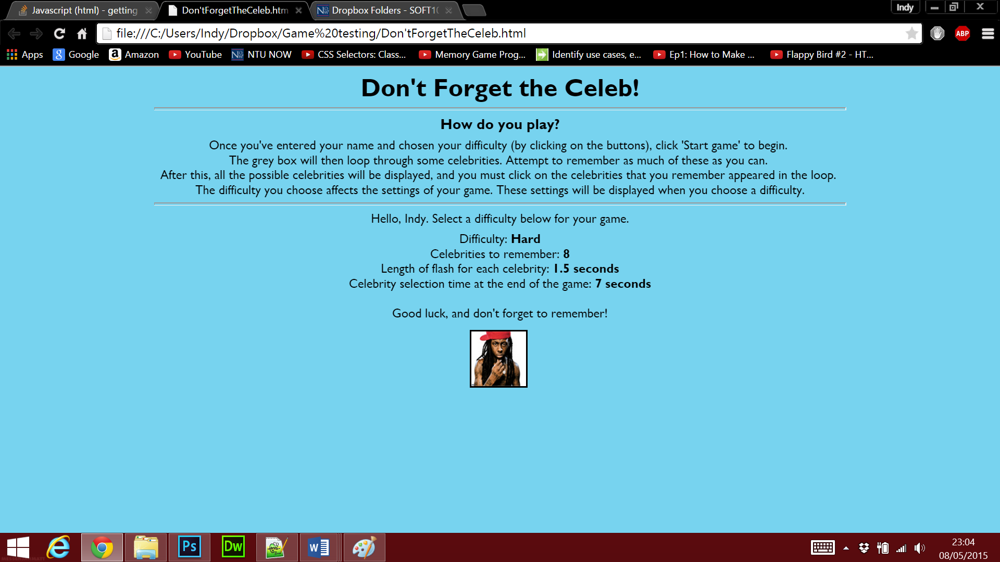 Javascript (html) - getting
Don'tForgetTheCeleb.htm
Dropbox Folders - SOFT10
Indy
file:///C:/Users/Indy/Dropbox/Game%20testing/Don'tForgetTheCeleb.html
ABP
Apps
Google
Amazon
YouTube
NOW
NTU NOW
CSS Selectors: Class...
Memory Game Prog...
Identify use cases, e...
Ep1: How to Make ...
Flappy Bird #2 - HT...
Don't Forget the Celeb!
How do you play?
Once you've entered your name and chosen your difficulty (by clicking on the buttons), click 'Start game' to begin.
The grey box will then loop through some celebrities. Attempt to remember as much of these as you can.
After this, all the possible celebrities will be displayed, and you must click on the celebrities that you remember appeared in the loop.
The difficulty you choose affects the settings of your game. These settings will be displayed when you choose a difficulty.
Hello, Indy. Select a difficulty below for your game.
Difficulty: Hard
Celebrities to remember: 8
Length of flash for each celebrity: 1.5 seconds
Celebrity selection time at the end of the game: 7 seconds
Good luck, and don't forget to remember!
Ps
Dw
W
23:04
08/05/2015